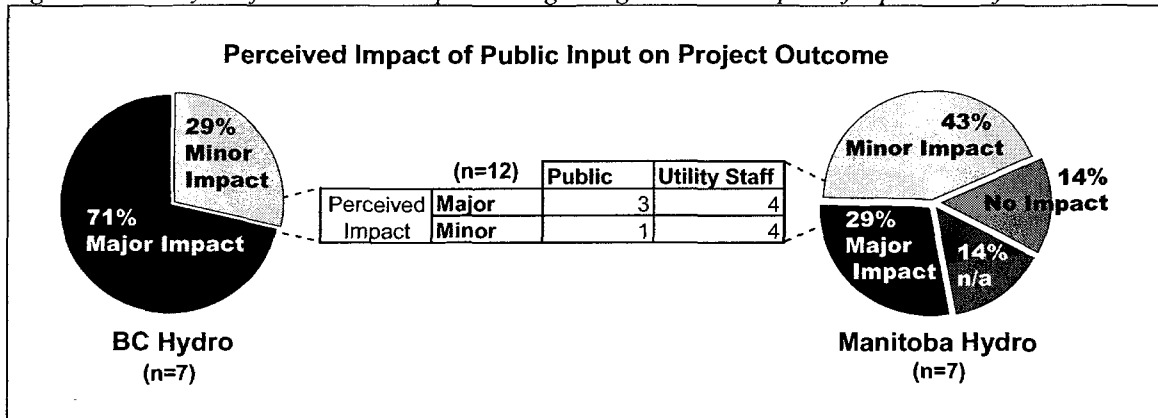 Perceived Impact of Public Input on Project Outcome
29%
Minor
Impact
71%
Major Impact
BC Hydro
(n=7)
(n=12) Public Utility Staff
Perceived Major 3 4
Impact Minor 1 4
43%
Minor Impact
14%
No Impact
29%
Major
Impact
14%
n/a
Manitoba Hydro
(n=7)